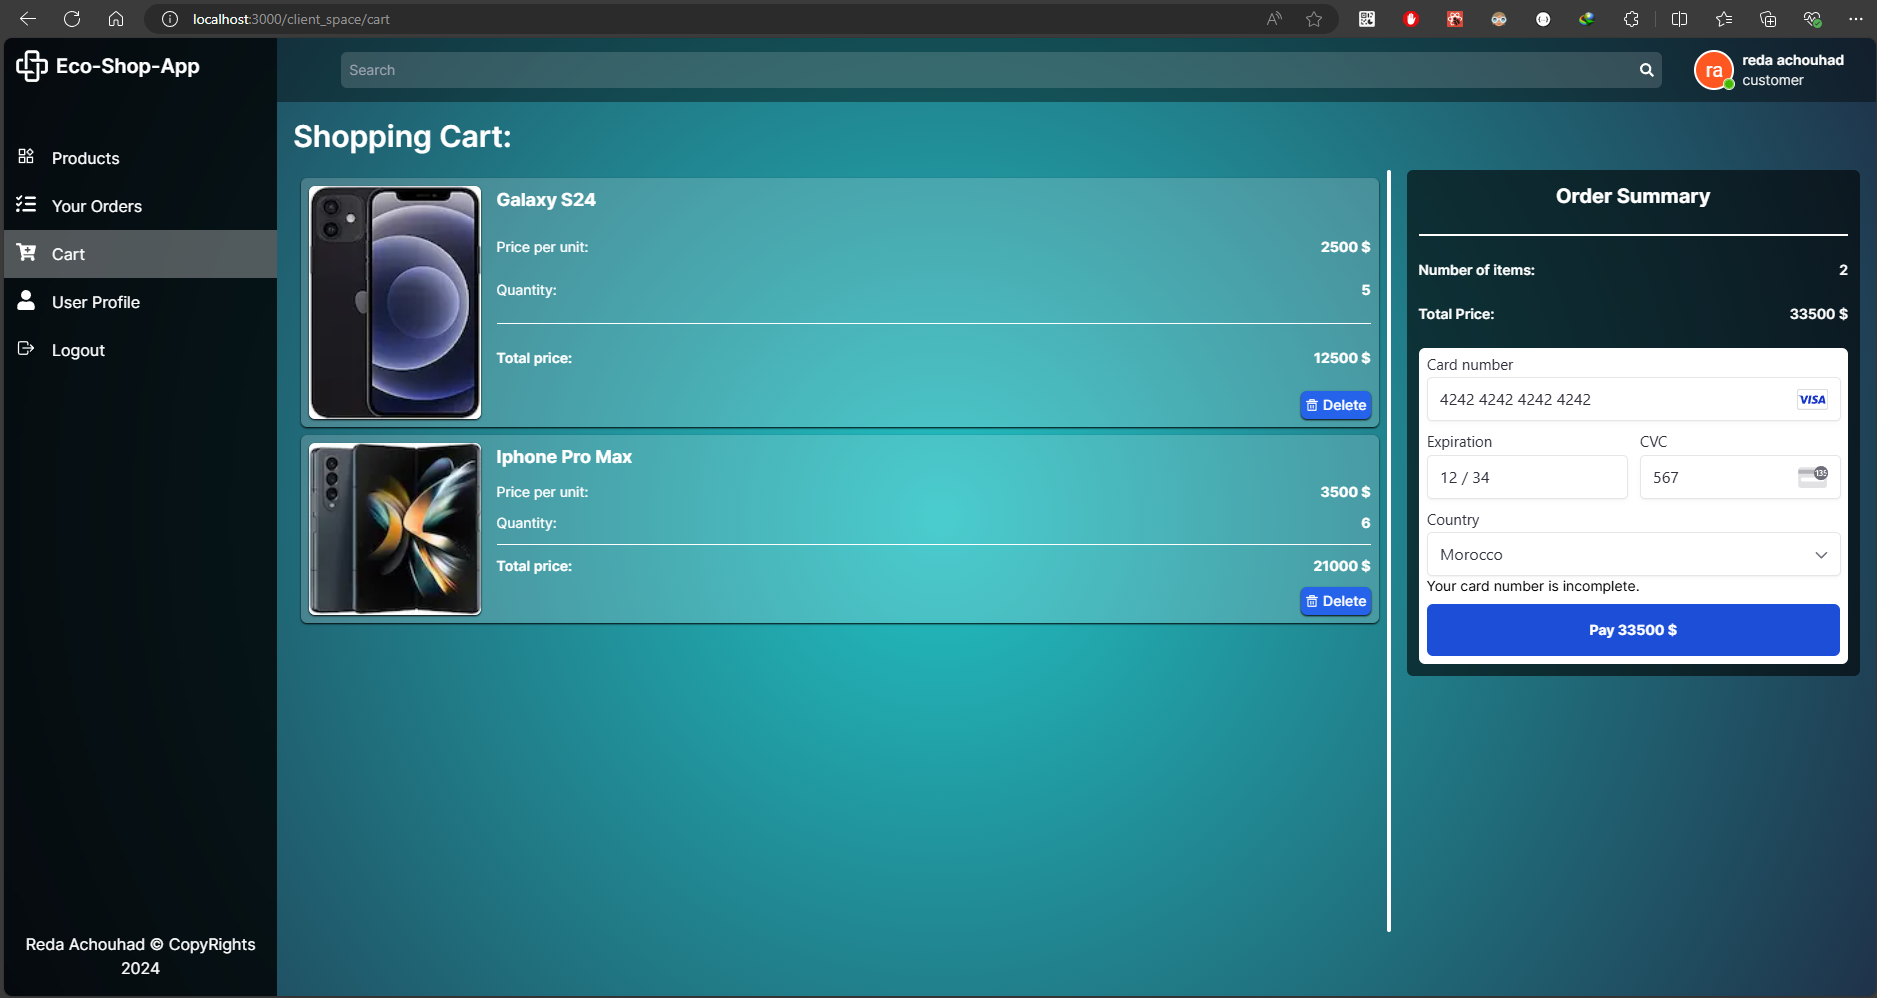 localhost:3000/client_space/cart
Eco-Shop-App
Search
ra
reda achouhad
customer
Products
Your Orders
Cart
User Profile
Logout
Reda Achouhad © CopyRights
2024
Shopping Cart:
Galaxy S24
Price per unit: 2500 $
Quantity: 5
Total price: 12500 $
Delete
Iphone Pro Max
Price per unit: 3500 $
Quantity: 6
Total price: 21000 $
Delete
Order Summary
Number of items: 2
Total Price: 33500 $
Card number
4242 4242 4242 4242 VISA
Expiration CVC
12 / 34 567 135
Country
Morocco
Your card number is incomplete.
Pay 33500 $